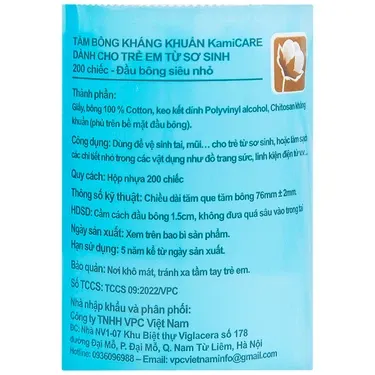 TĂM BÔNG KHÁNG KHUẨN KamiCARE
DÀNH CHO TRẺ EM TỪ SƠ SINH
200 chiếc - Đầu bông siêu nhỏ
Thành phần:
Giấy, bông 100 % Cotton, keo kết dính Polyvinyl alcohol, Chitosan kháng
khuẩn (phủ trên bề mặt đầu bông).
Công dụng: Dùng để vệ sinh tai, mũi... cho trẻ từ sơ sinh, hoặc làm sạch
các chi tiết nhỏ trong các vật dụng như đồ trang sức, linh kiện điện tử
Quy cách: Hộp nhựa 200 chiếc
Thông số kỹ thuật: Chiều dài tăm que tăm bông 76mm ± 2mm.
HDSD: Cầm cách đầu bông 1.5cm, không đưa quá sâu vào trong tai
Ngày sản xuất: Xem trên bao bì sản phẩm.
Hạn sử dụng: 5 năm kể từ ngày sản xuất.
Bảo quản: Nơi khô mát, tránh xa tầm tay trẻ em.
Số TCCS: TCCS 09:2022/VPC
Nhà nhập khẩu và phân phối:
Công ty TNHH VPC Việt Nam
ĐC: Nhà NV1-07 Khu Biệt thự Viglacera số 178
đường Đại Mỗ, P. Đại Mỗ, Q. Nam Từ Liêm, Hà Nội
Hotline: 0936096988 - Email: vpcvietnaminfo@gmail.com